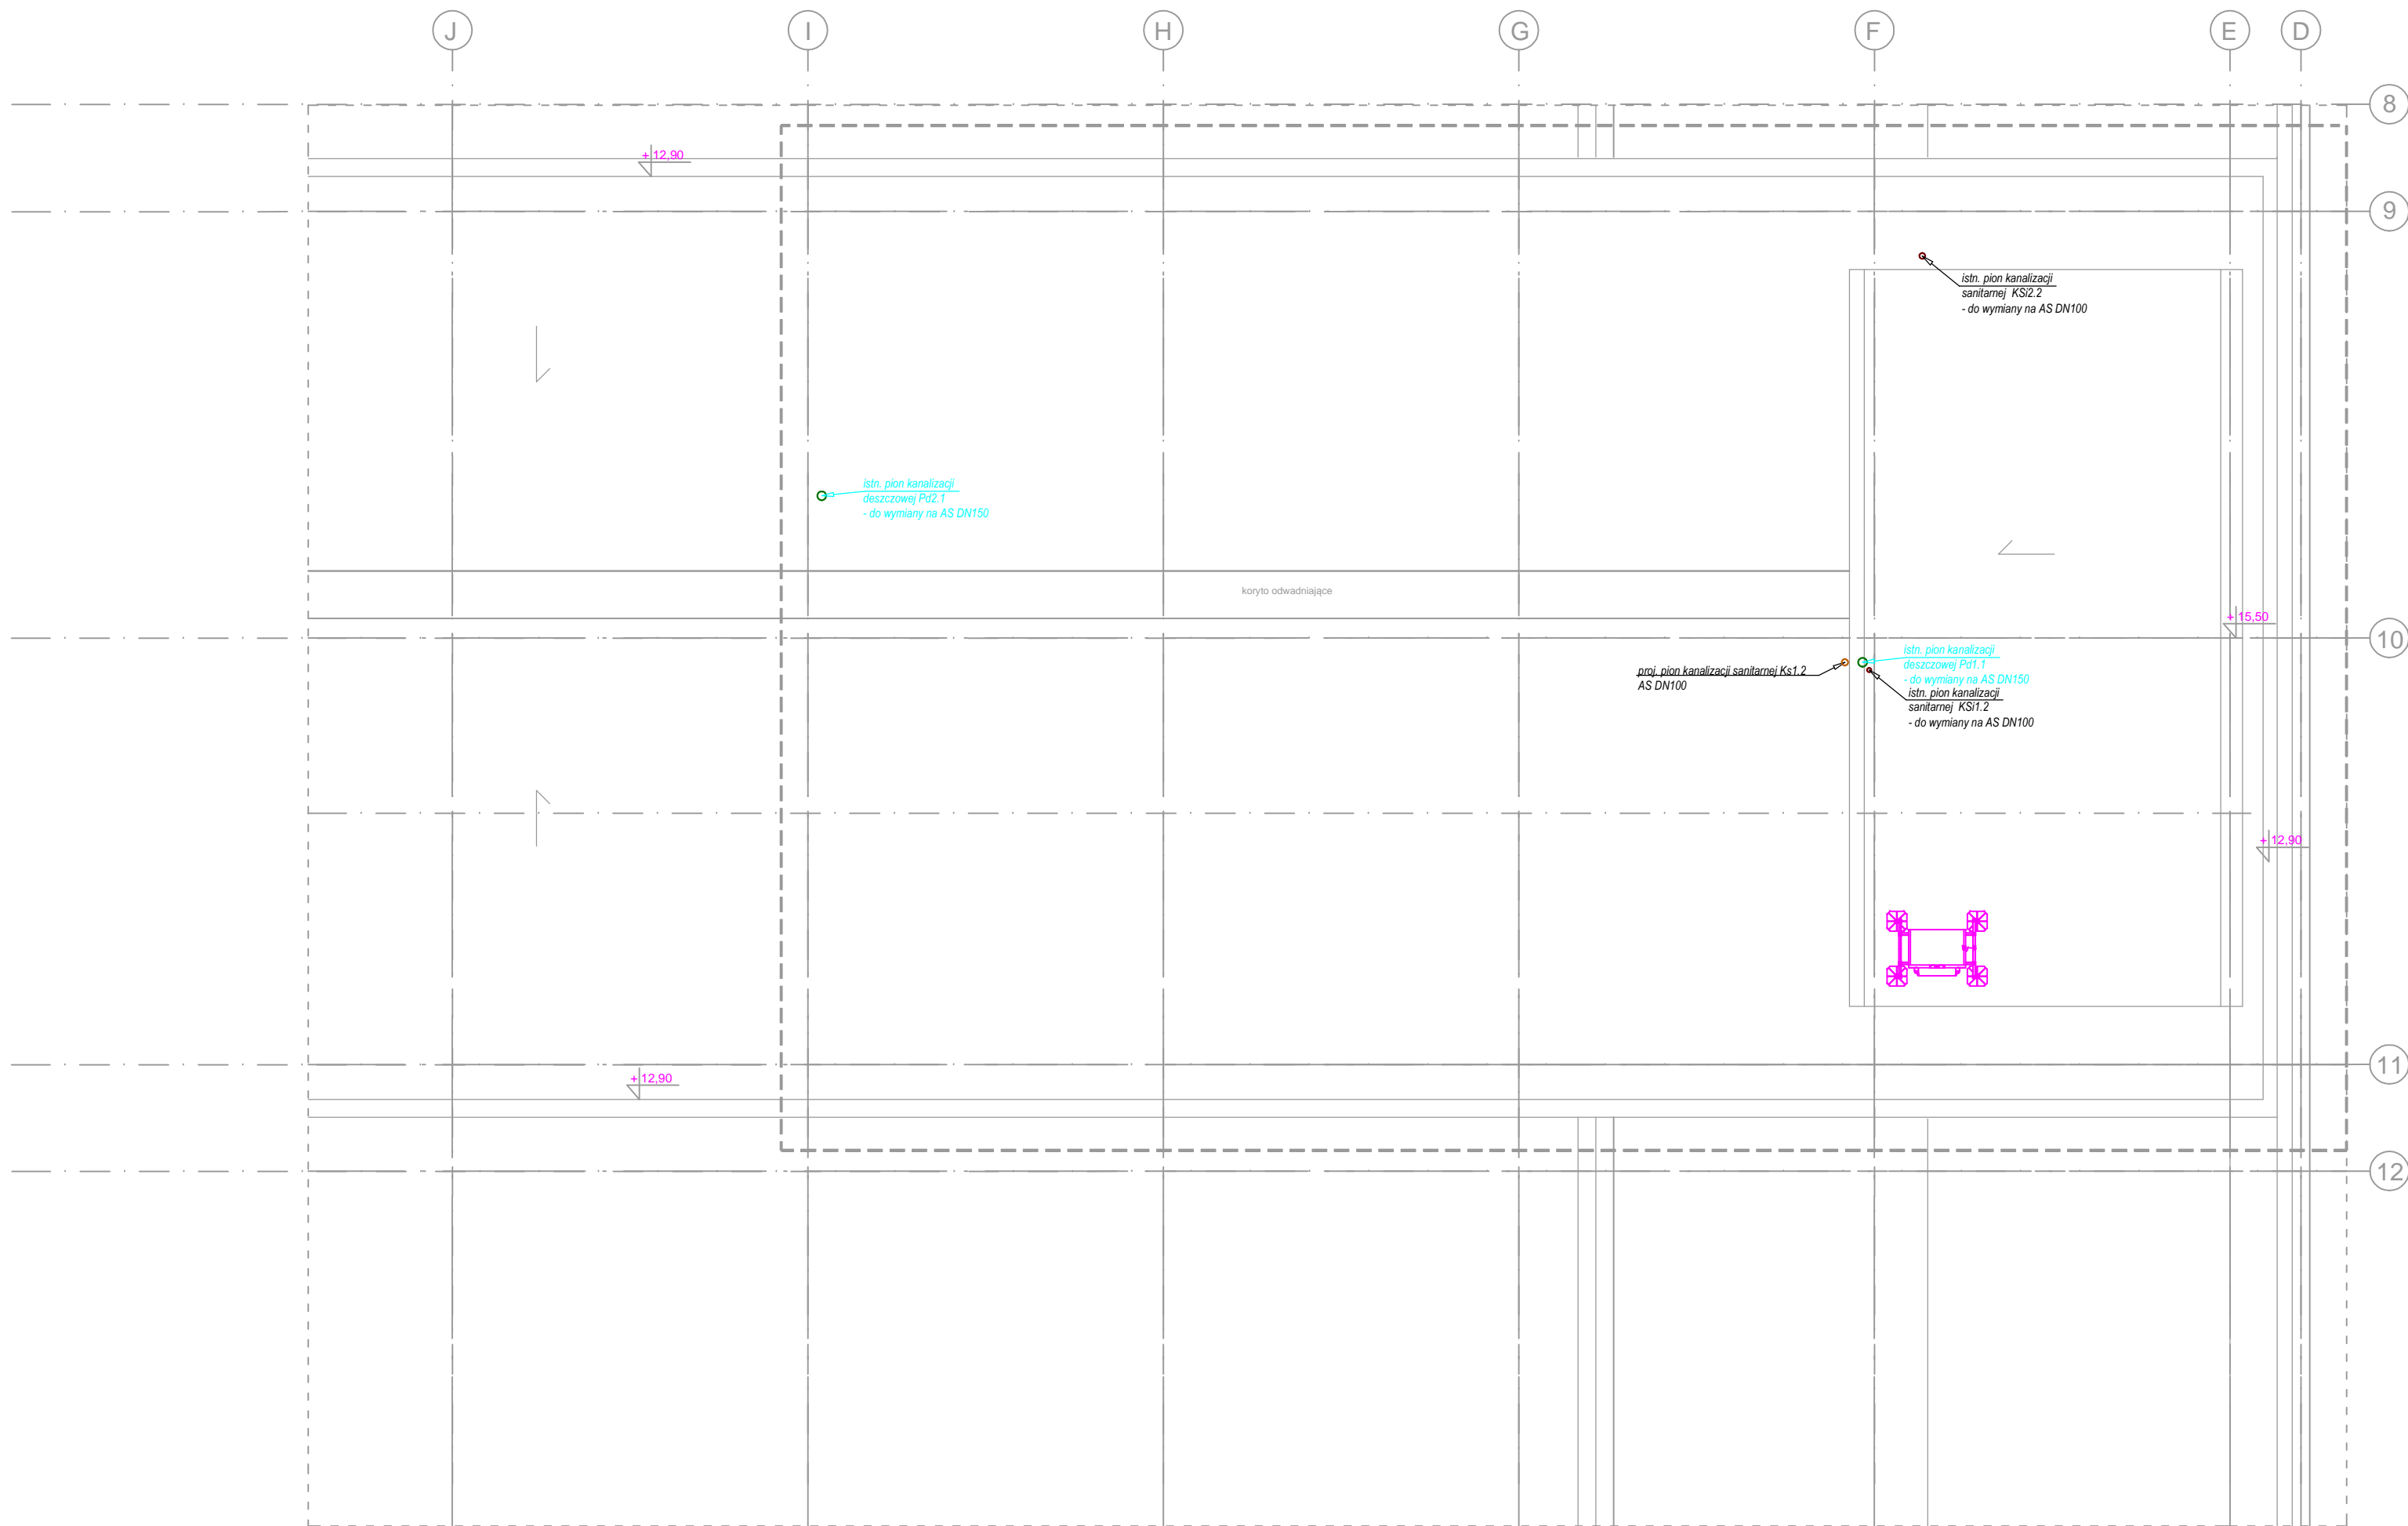 J
I
H
G
F
E
D
8
+ 12,90
9
istn. pion kanalizacji
sanitarnej KSi2.2
- do wymiany na AS DN100
istn. pion kanalizacji
deszczowej Pd2.1
- do wymiany na AS DN150
koryto odwadniające
+ 15,50
10
proj. pion kanalizacji sanitarnej Ks1.2
AS DN100
istn. pion kanalizacji
deszczowej Pd1.1
- do wymiany na AS DN150
istn. pion kanalizacji
sanitarnej KSi1.2
- do wymiany na AS DN100
+ 12,90
11
+ 12,90
12